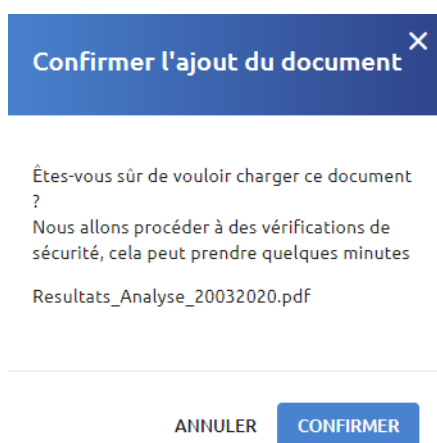 Confirmer l'ajout du document
Êtes-vous sûr de vouloir charger ce document
?
Nous allons procéder à des vérifications de
sécurité, cela peut prendre quelques minutes
Resultats_Analyse_20032020.pdf
ANNULER CONFIRMER